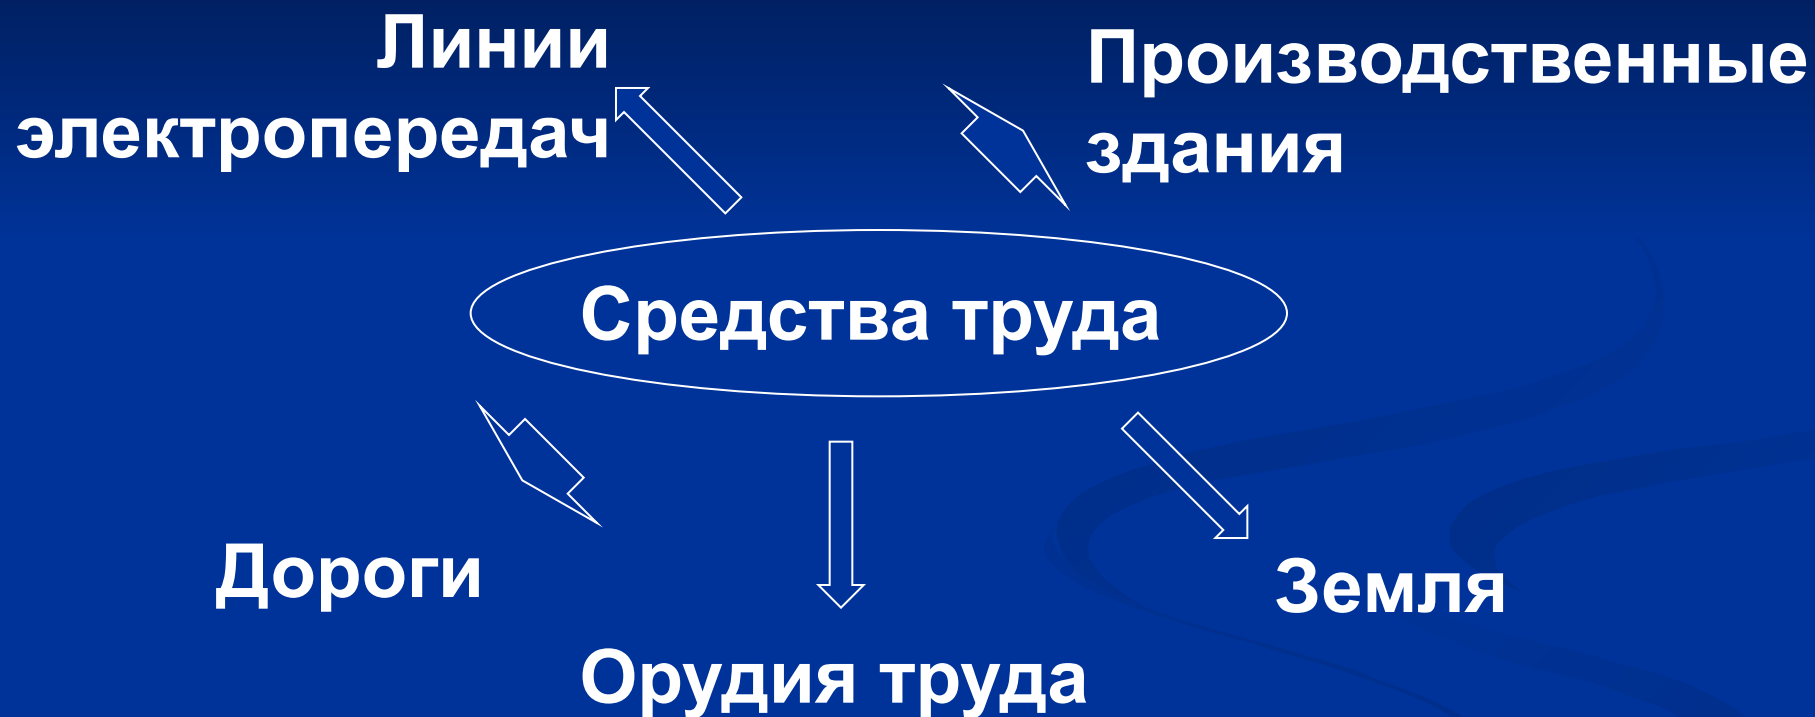 Линии
электропередач
Производственные
здания
Средства труда
Дороги
Земля
Орудия труда